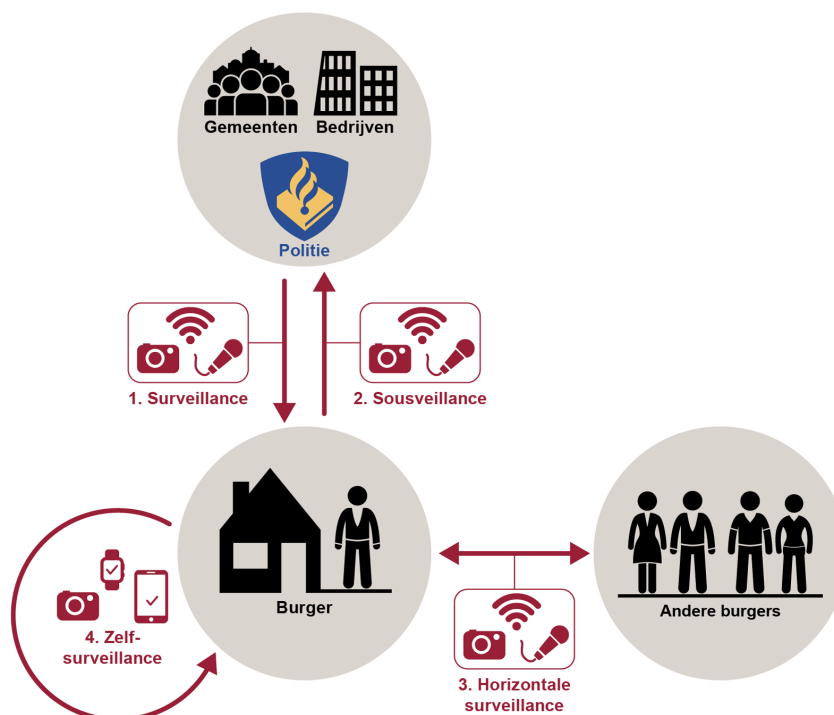 Gemeenten
Bedrijven
Politie
1. Surveillance
2. Sousveillance
Burger
Andere burgers
4. Zelf-
surveillance
3. Horizontale
surveillance